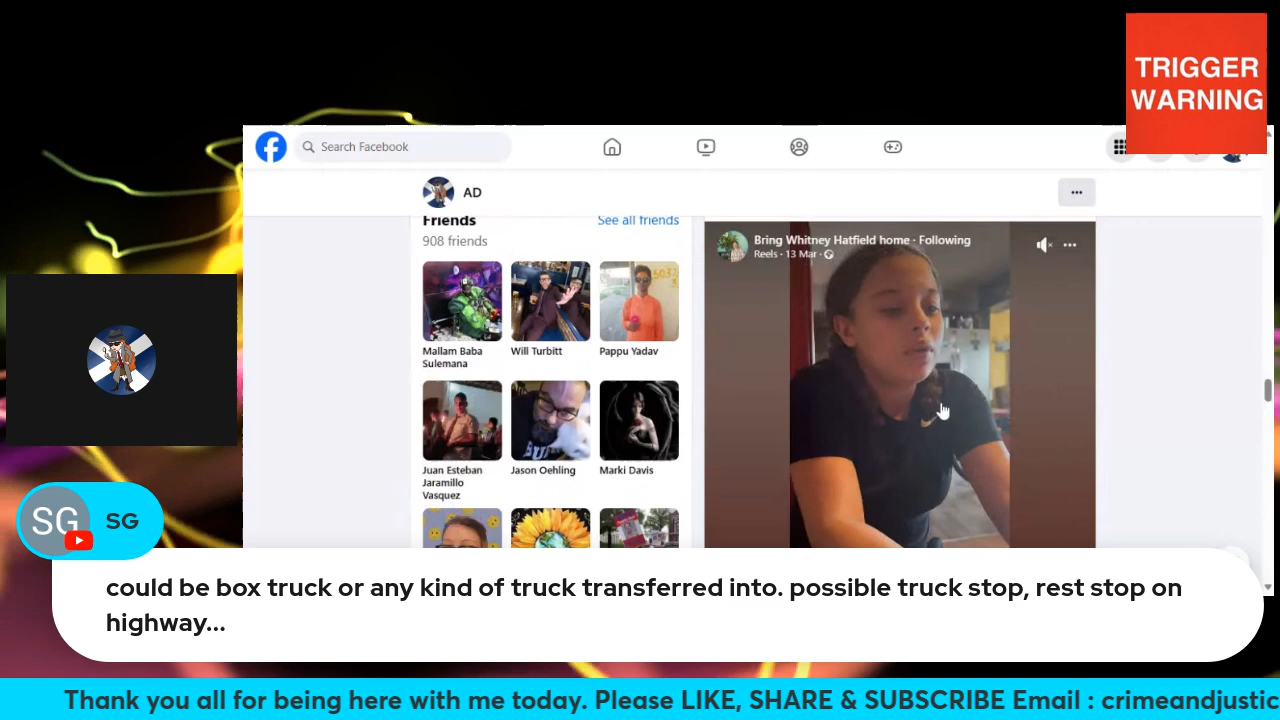 TRIGGER
WARNING
Search Facebook
AD
Friends
See all friends
908 friends
Mallam Baba
Sulemana
Will Turbitt
Pappu Yadav
Juan Esteban
Jaramillo
Vasquez
Jason Oehling
Marki Davis
Bring Whitney Hatfield home · Following
Reels · 13 Mar ·
SG
SG
could be box truck or any kind of truck transferred into. possible truck stop, rest stop on
highway...
Thank you all for being here with me today. Please LIKE, SHARE & SUBSCRIBE Email : crimeandjustic